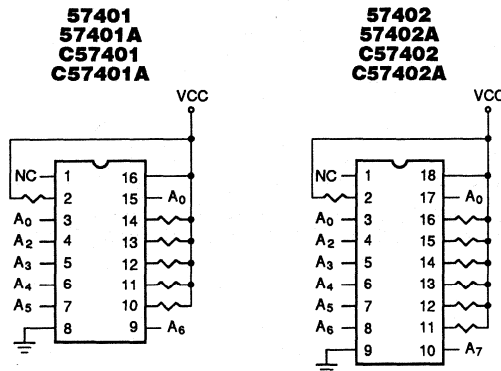 57401
57401A
C57401
C57401A
VCC
NC 1 16
2 15 A0
A0 3 14
A2 4 13
A3 5 12
A4 6 11
A5 7 10
8 9 A6
57402
57402A
C57402
C57402A
VCC
NC 1 18
2 17 A0
A0 3 16
A2 4 15
A3 5 14
A4 6 13
A5 7 12
A6 8 11
9 10 A7